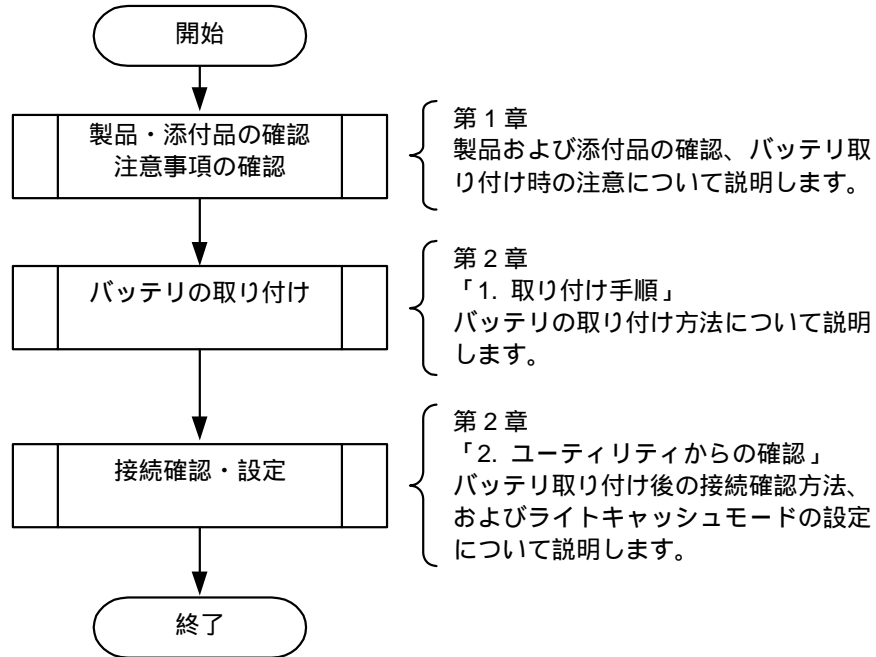 開始
製品・添付品の確認
注意事項の確認
第1章
製品および添付品の確認、バッテリ取
り付け時の注意について説明します。
バッテリの取り付け
第2章
「1. 取り付け手順」
バッテリの取り付け方法について説明
します。
接続確認・設定
第2章
「2. ユーティリティからの確認」
バッテリ取り付け後の接続確認方法、
およびライトキャッシュモードの設定
について説明します。
終了